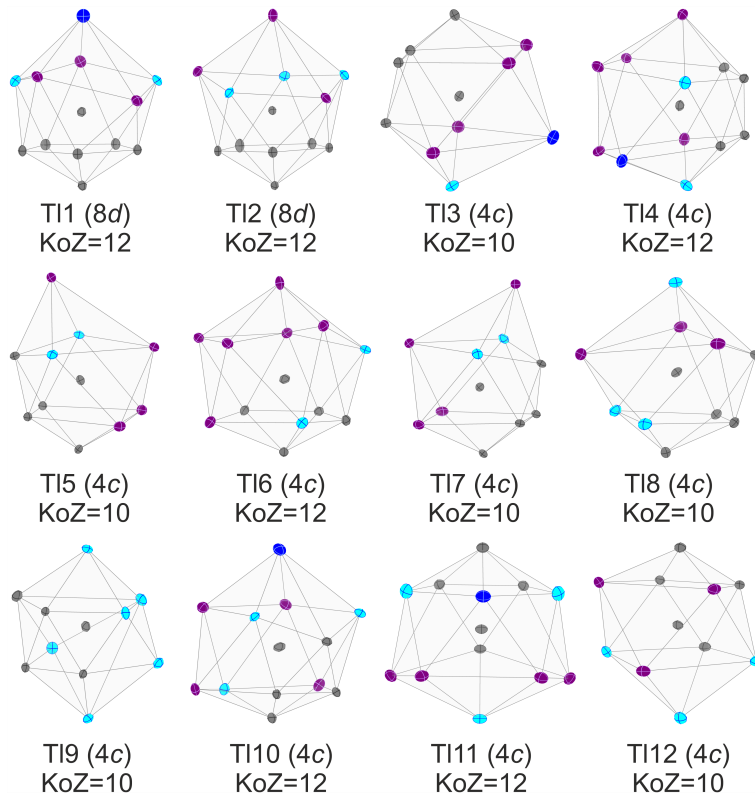 Tl1 (8d) Tl2 (8d) Tl3 (4c) Tl4 (4c)
KoZ=12 KoZ=12 KoZ=10 KoZ=12
Tl5 (4c) Tl6 (4c) Tl7 (4c) Tl8 (4c)
KoZ=10 KoZ=12 KoZ=10 KoZ=10
Tl9 (4c) Tl10 (4c) Tl11 (4c) Tl12 (4c)
KoZ=10 KoZ=12 KoZ=12 KoZ=10